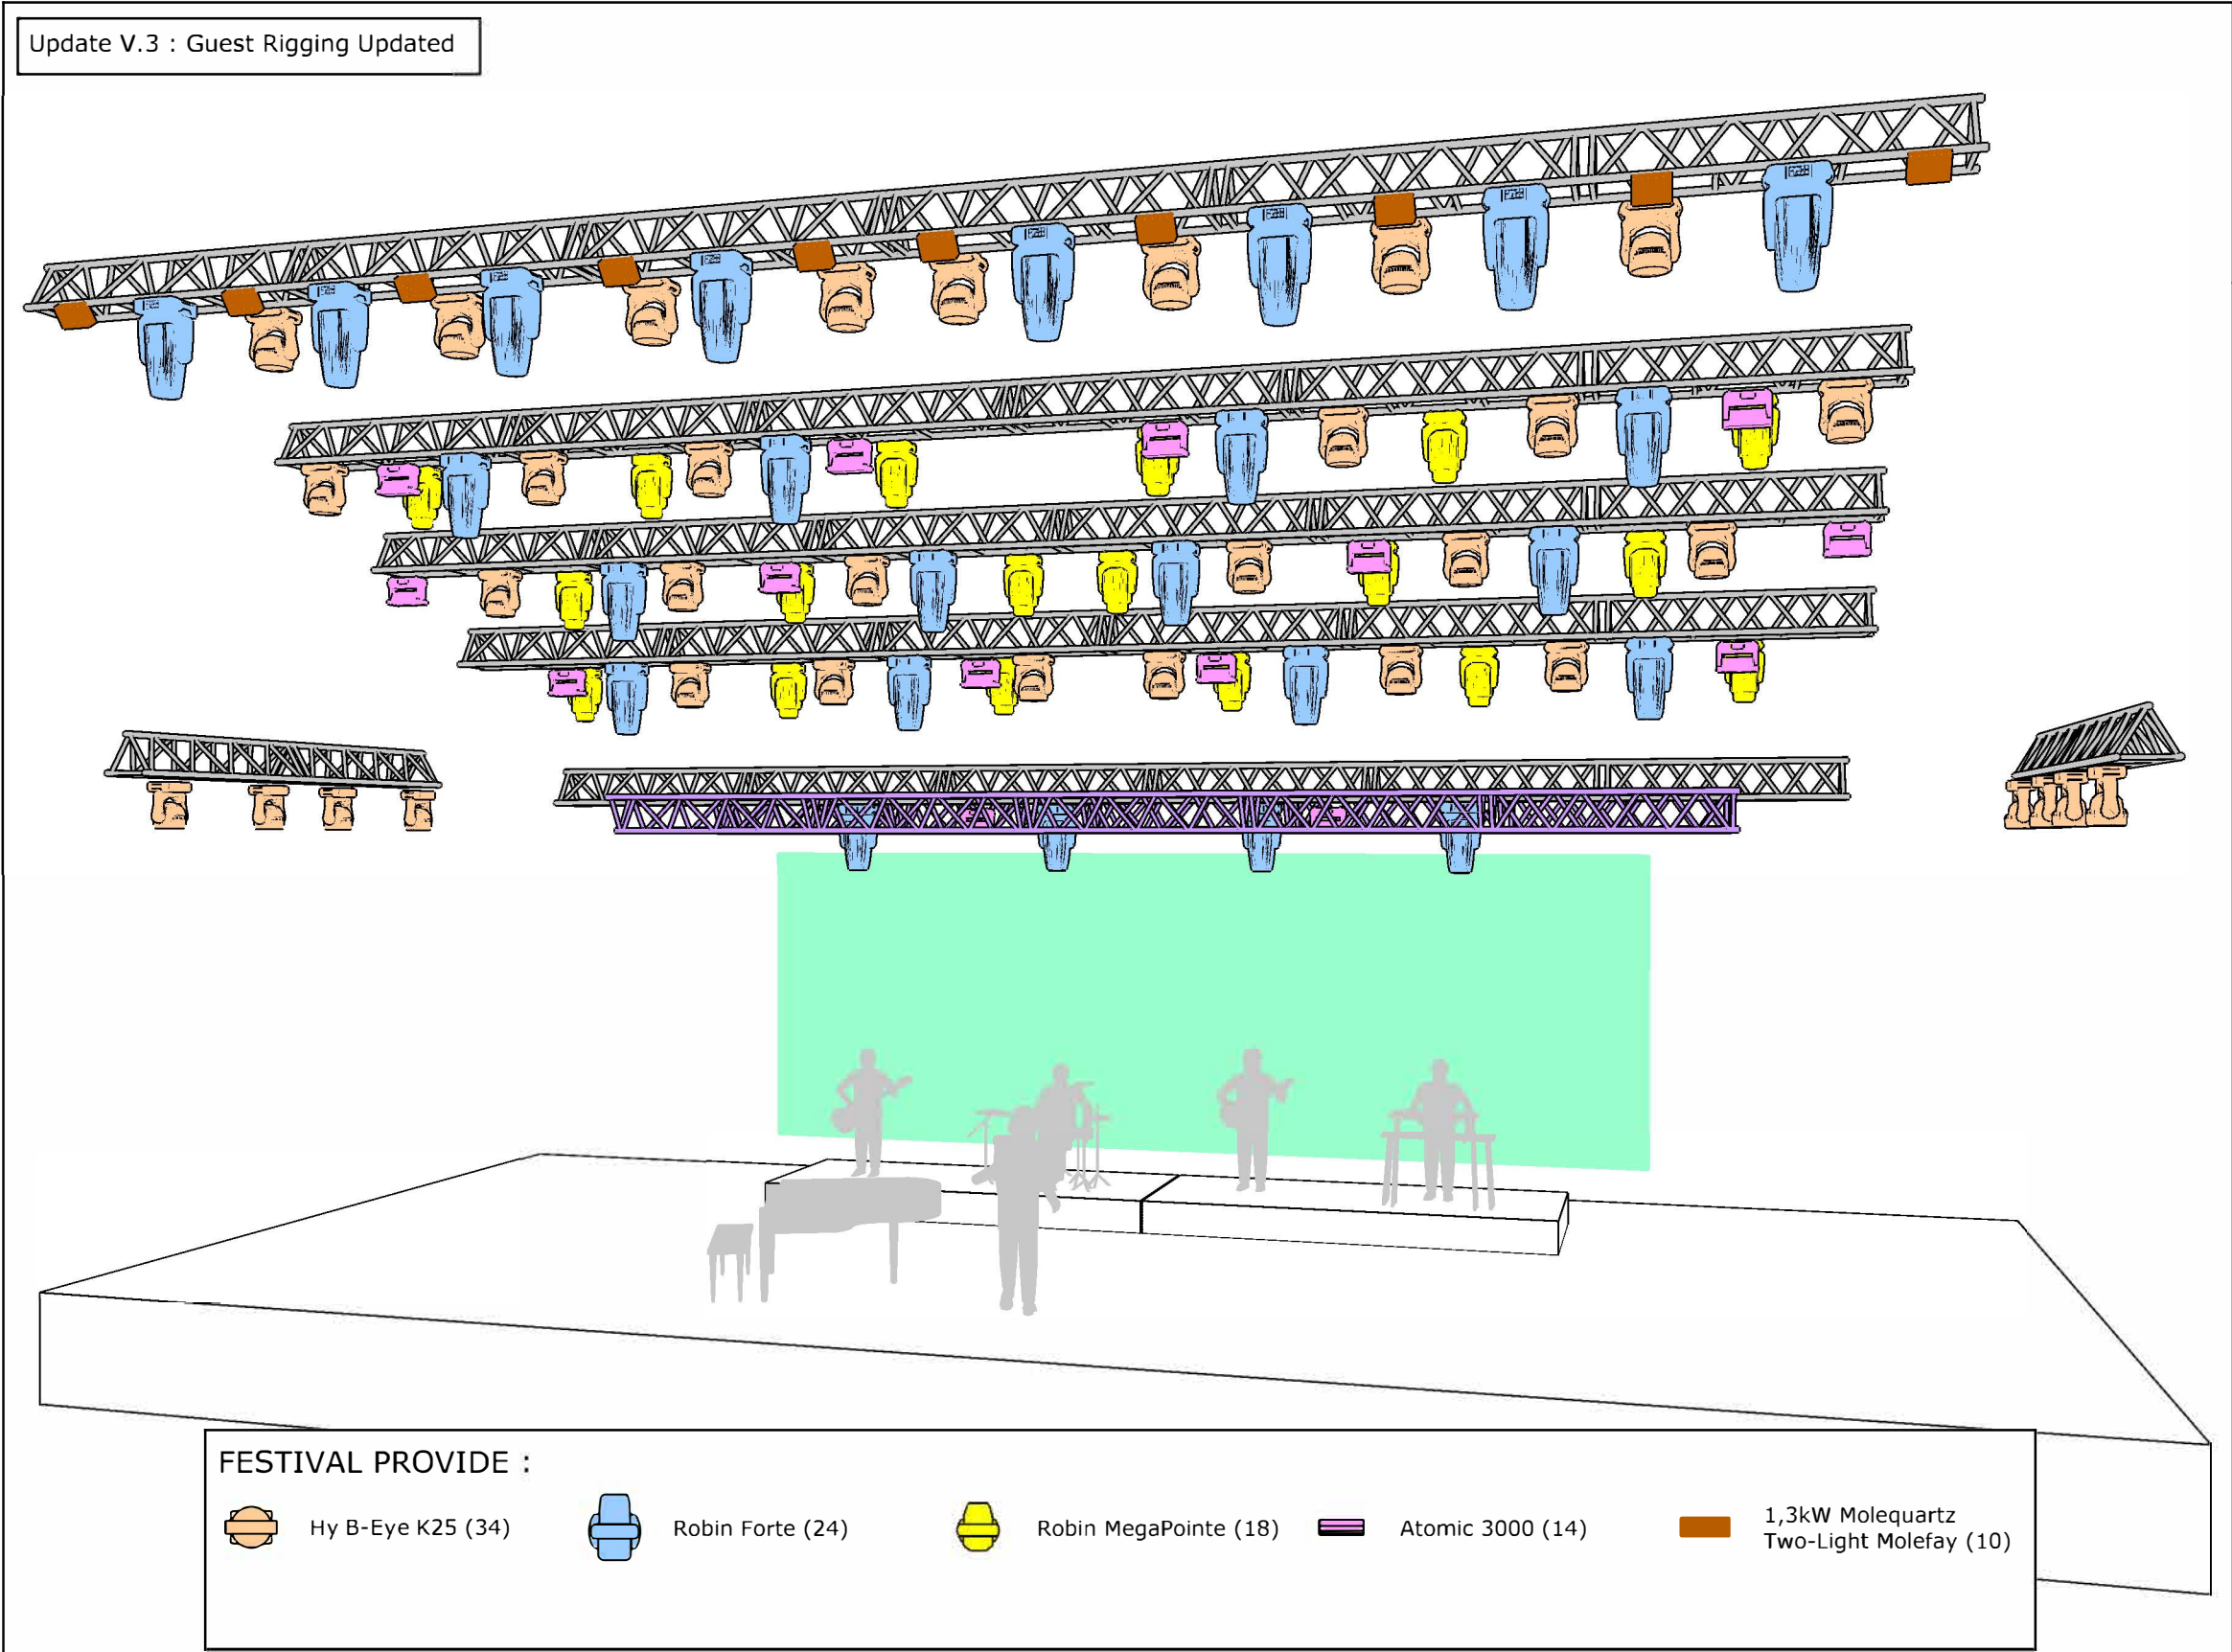 Update V.3 : Guest Rigging Updated
FESTIVAL PROVIDE :
Hy B-Eye K25 (34)
Robin Forte (24)
Robin MegaPointe (18)
Atomic 3000 (14)
1,3kW Molequartz
Two-Light Molefay (10)